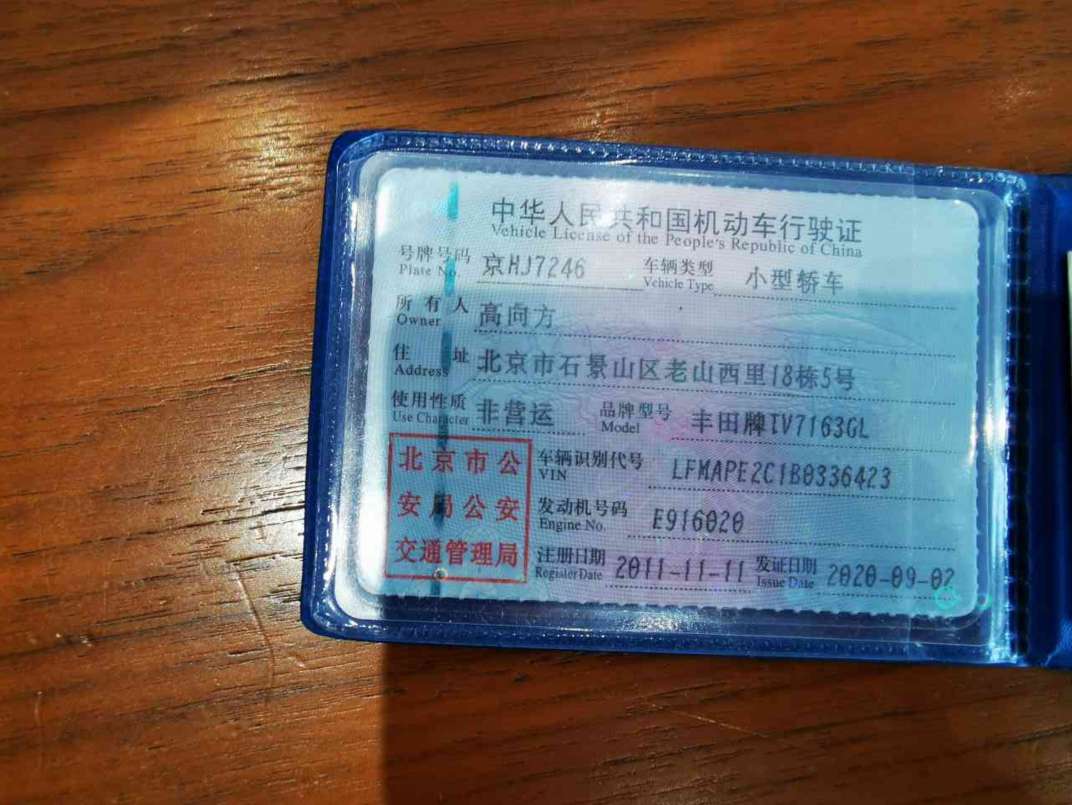 中华人民共和国机动车行驶证
Vehicle License of the People's Republic of China
号牌号码 京HJ7246 车辆类型 小型轿车
Plate No. Vehicle Type
所有人 高向方
Owner
住址 北京市石景山区老山西里18栋5号
Address
使用性质 非营运 品牌型号 丰田牌TV7163GL
Use Character Model
北京市公 车辆识别代号 LFMAPE2C1B0336423
VIN
安局公安 发动机号码 E916020
Engine No.
交通管理局 注册日期 2011-11-11 发证日期 2020-09-02
Register Date Issue Date